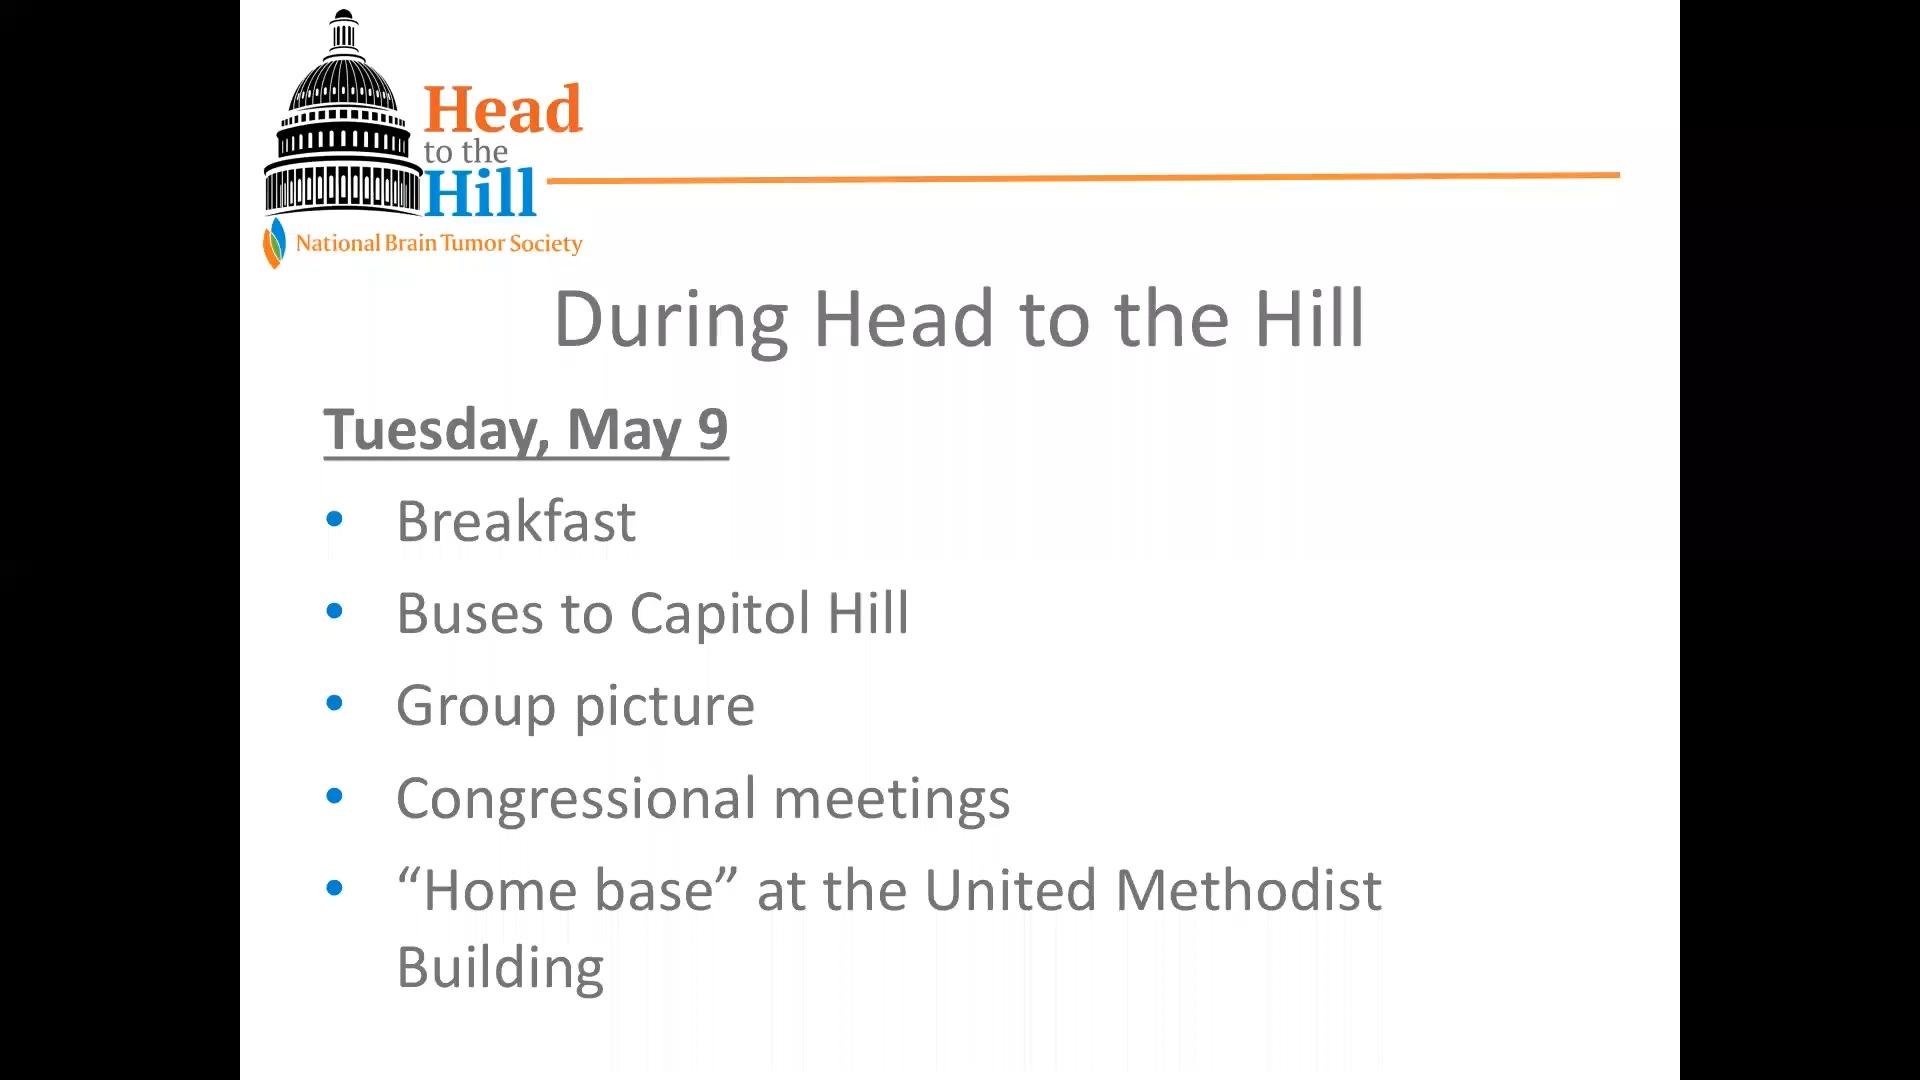 Head
to the
Hill
National Brain Tumor Society
During Head to the Hill
Tuesday, May 9
• Breakfast
• Buses to Capitol Hill
• Group picture
• Congressional meetings
• “Home base” at the United Methodist
Building